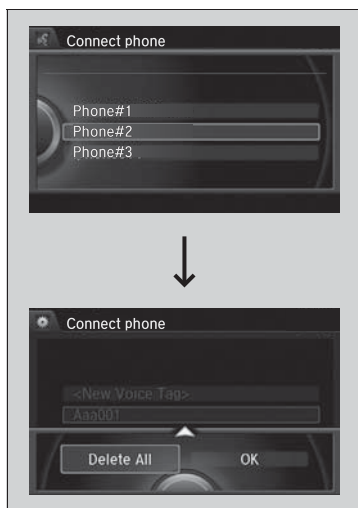 Connect phone
Phone#1
Phone#2
Phone#3
Connect phone
<New Voice Tag>
Aaa001
Delete All OK